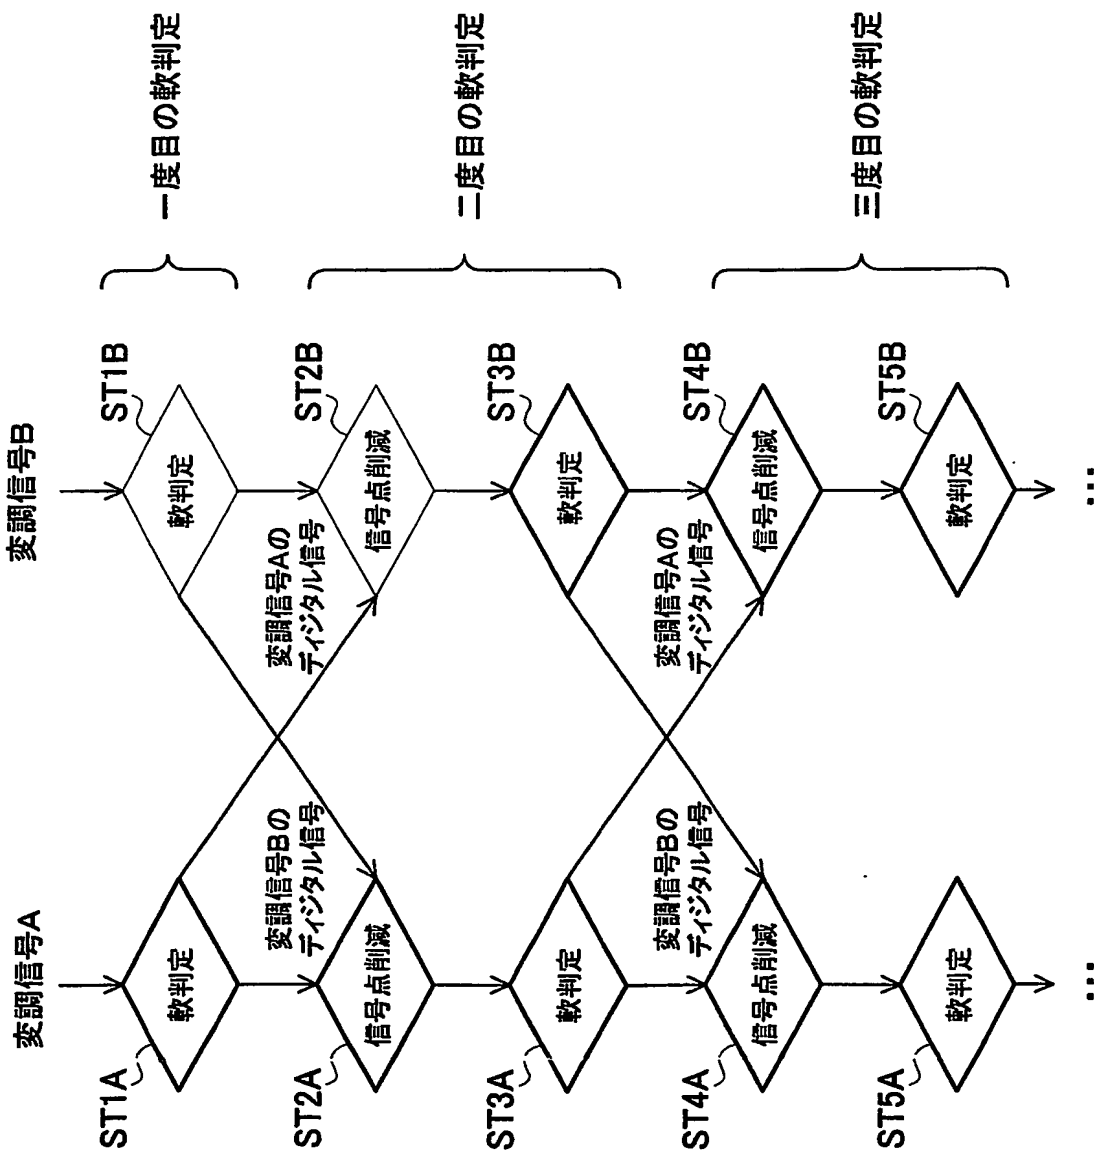 変調信号A
変調信号B
ST1A
軟判定
ST1B
軟判定
一度目の軟判定
変調信号Bの
ディジタル信号
変調信号Aの
ディジタル信号
ST2A
信号点削減
ST2B
信号点削減
二度目の軟判定
ST3A
軟判定
ST3B
軟判定
変調信号Bの
ディジタル信号
変調信号Aの
ディジタル信号
ST4A
信号点削減
ST4B
信号点削減
三度目の軟判定
ST5A
軟判定
ST5B
軟判定
...
...